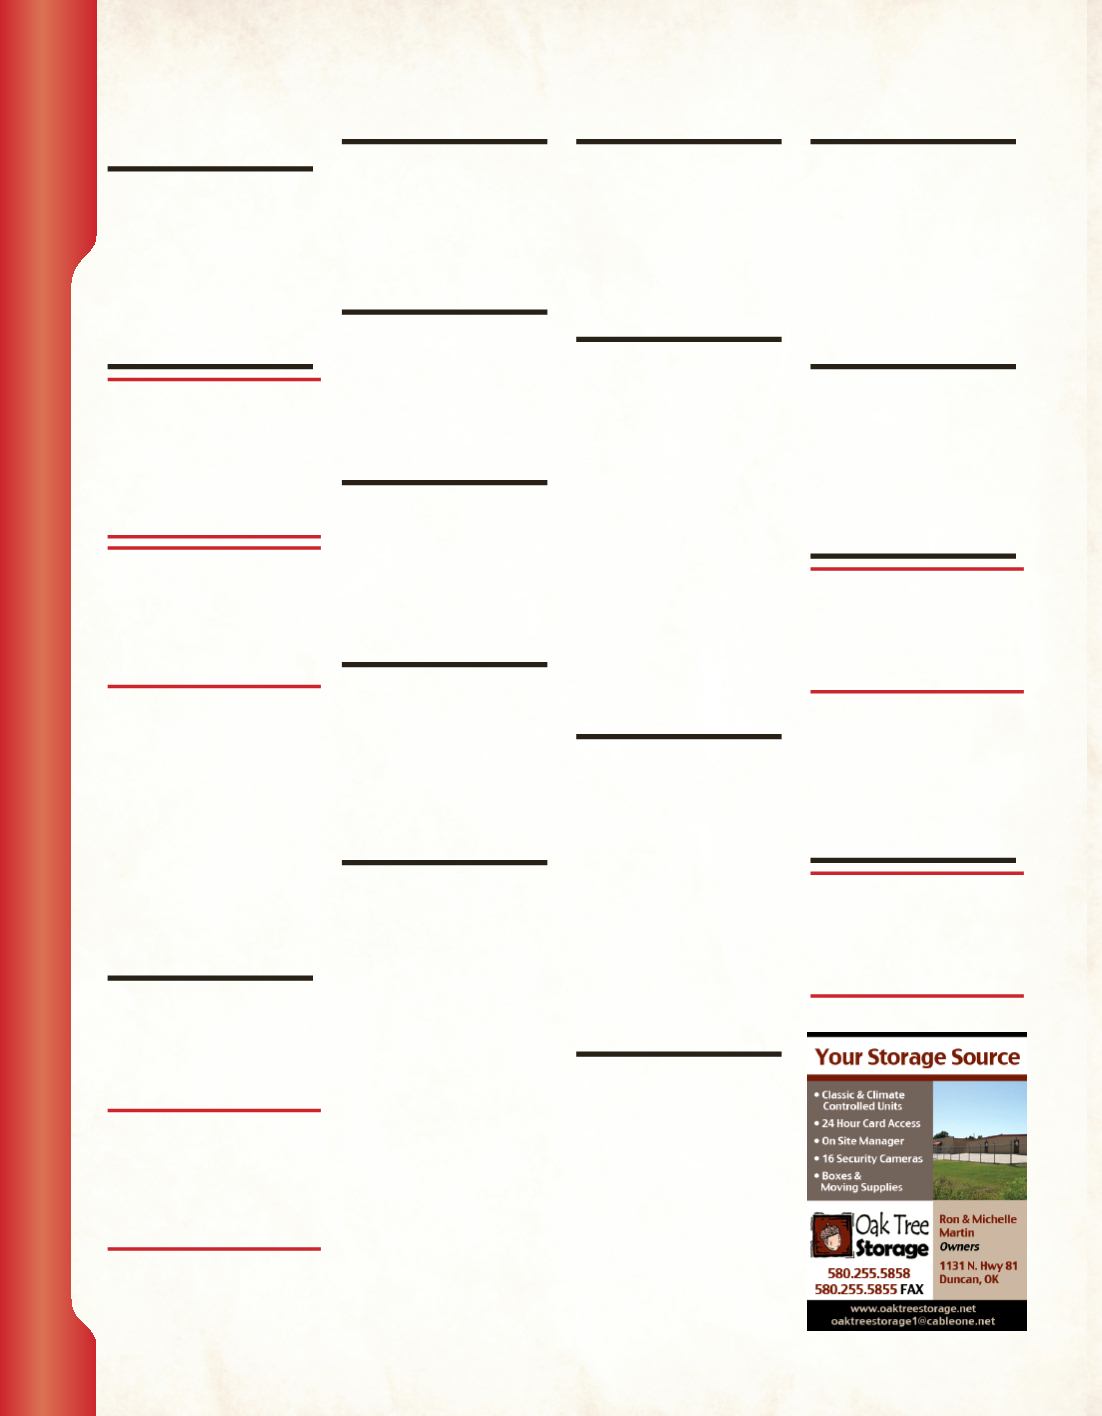 Your Storage Source
• Classic & Climate
Controlled Units
• 24 Hour Card Access
• On Site Manager
• 16 Security Cameras
• Boxes &
Moving Supplies
Oak Tree
Storage
580.255.5858
580.255.5855 FAX
Ron & Michelle
Martin
Owners
1131 N. Hwy 81
Duncan, OK
www.oaktreestorage.net
oaktreestorage1@cableone.net